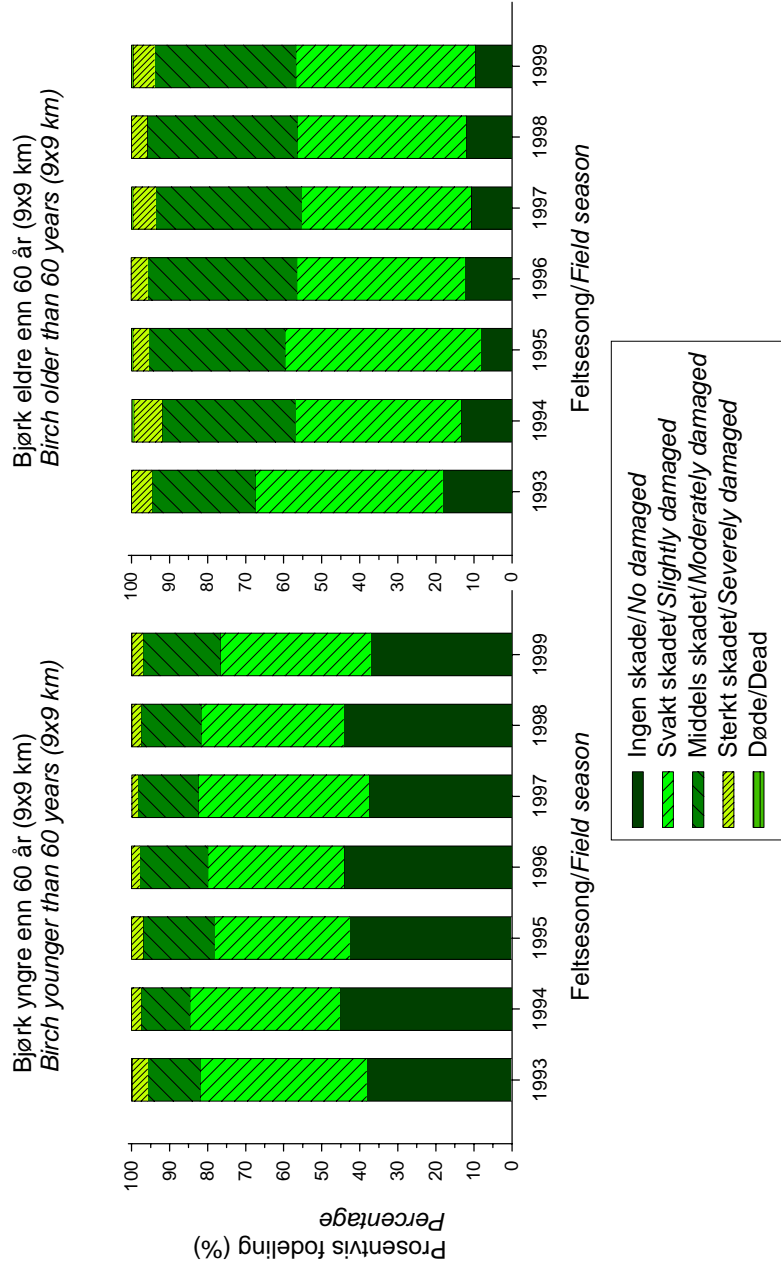 Bjørk yngre enn 60 år (9x9 km)
Birch younger than 60 years (9x9 km)
Prosentvis fodeling (%)
Percentage
100
90
80
70
60
50
40
30
20
10
0
1993
1994
1995
1996
1997
1998
1999
Feltsesong/Field season
Bjørk eldre enn 60 år (9x9 km)
Birch older than 60 years (9x9 km)
100
90
80
70
60
50
40
30
20
10
0
1993
1994
1995
1996
1997
1998
1999
Feltsesong/Field season
Ingen skade/No damaged
Svakt skadet/Slightly damaged
Middels skadet/Moderately damaged
Sterkt skadet/Severely damaged
Døde/Dead